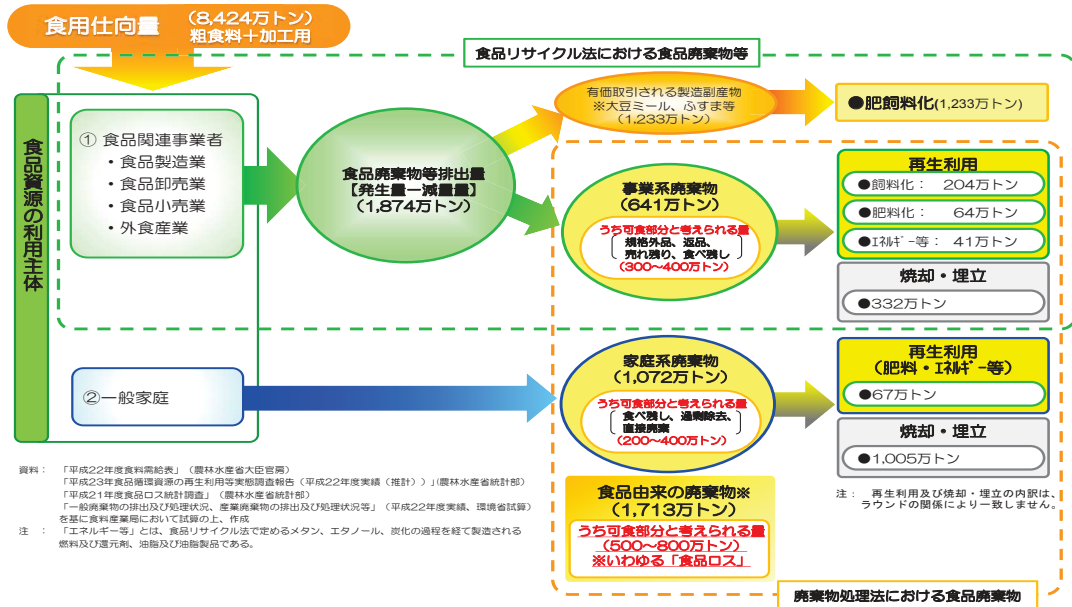 食用仕向量
（8,424万トン）
粗食料＋加工用
食品リサイクル法における食品廃棄物等
食品資源の利用主体
① 食品関連事業者
・食品製造業
・食品卸売業
・食品小売業
・外食産業
食品廃棄物等排出量
【発生量－減量量】
（1,874万トン）
有価取引される製造副産物
※大豆ミール、ふすま等
（1,233万トン）
●肥飼料化(1,233万トン)
事業系廃棄物
（641万トン）
うち可食部分と考えられる量
規格外品、返品、
売れ残り、食べ残し
（300～400万トン）
再生利用
●飼料化： 204万トン
●肥料化： 64万トン
●ｴﾈﾙｷﾞｰ等： 41万トン
焼却・埋立
●332万トン
②一般家庭
家庭系廃棄物
（1,072万トン）
うち可食部分と考えられる量
食べ残し、過剰除去、
直接廃棄
（200～400万トン）
再生利用
（肥料・ｴﾈﾙｷﾞｰ等）
●67万トン
焼却・埋立
●1,005万トン
食品由来の廃棄物※
（1,713万トン）
うち可食部分と考えられる量
（500～800万トン）
※いわゆる「食品ロス」
注： 再生利用及び焼却・埋立の内訳は、
ラウンドの関係により一致しません。
廃棄物処理法における食品廃棄物
資料： 「平成22年度食料需給表」（農林水産省大臣官房）
「平成23年食品循環資源の再生利用等実態調査報告（平成22年度実績（推計））」（農林水産省統計部）
「平成21年度食品ロス統計調査」（農林水産省統計部）
「一般廃棄物の排出及び処理状況、産業廃棄物の排出及び処理状況等」（平成22年度実績、環境省試算）
を基に食料産業局において試算の上、作成
注 ： 「エネルギー等」とは、食品リサイクル法で定めるメタン、エタノール、炭化の過程を経て製造される
燃料及び還元剤、油脂及び油脂製品である。